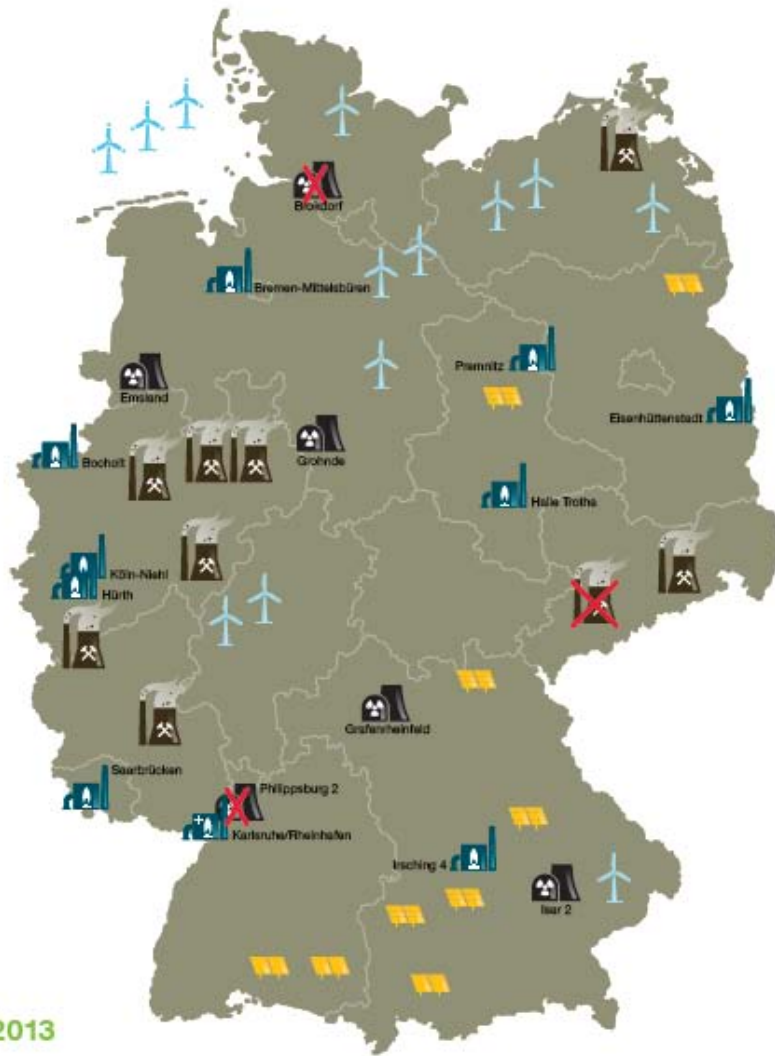 Brokdorf
Bremen-Mittelsbüren
Premnitz
Emsland
Eisenhüttenstadt
Grohnde
Bocholt
Halle Trotha
Köln-Niehl
Hürth
Grafenrheinfeld
Saarbrücken
Philippsburg 2
Karlsruhe/Rheinhafen
Irsching 4
Isar 2
2013